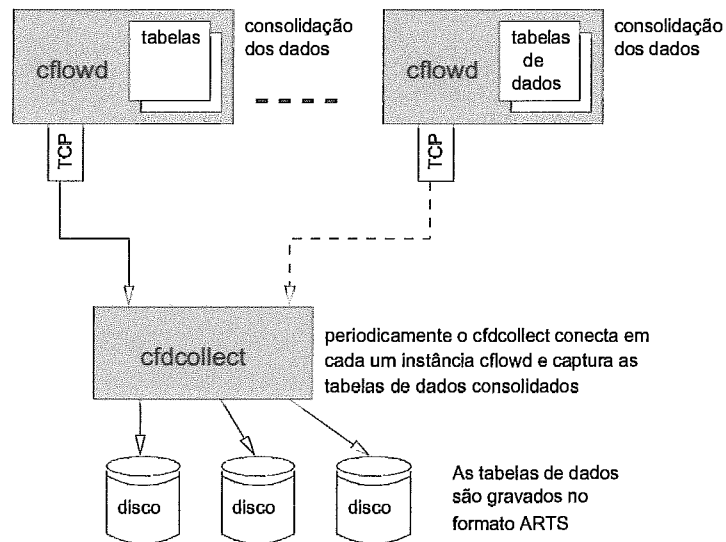 tabelas
cflowd
consolidação
dos dados
tabelas
de
dados
cflowd
consolidação
dos dados
TCP
TCP
cfdcollect
periodicamente o cfdcollect conecta em
cada um instância cflowd e captura as
tabelas de dados consolidados
disco
disco
disco
As tabelas de dados
são gravados no
formato ARTS